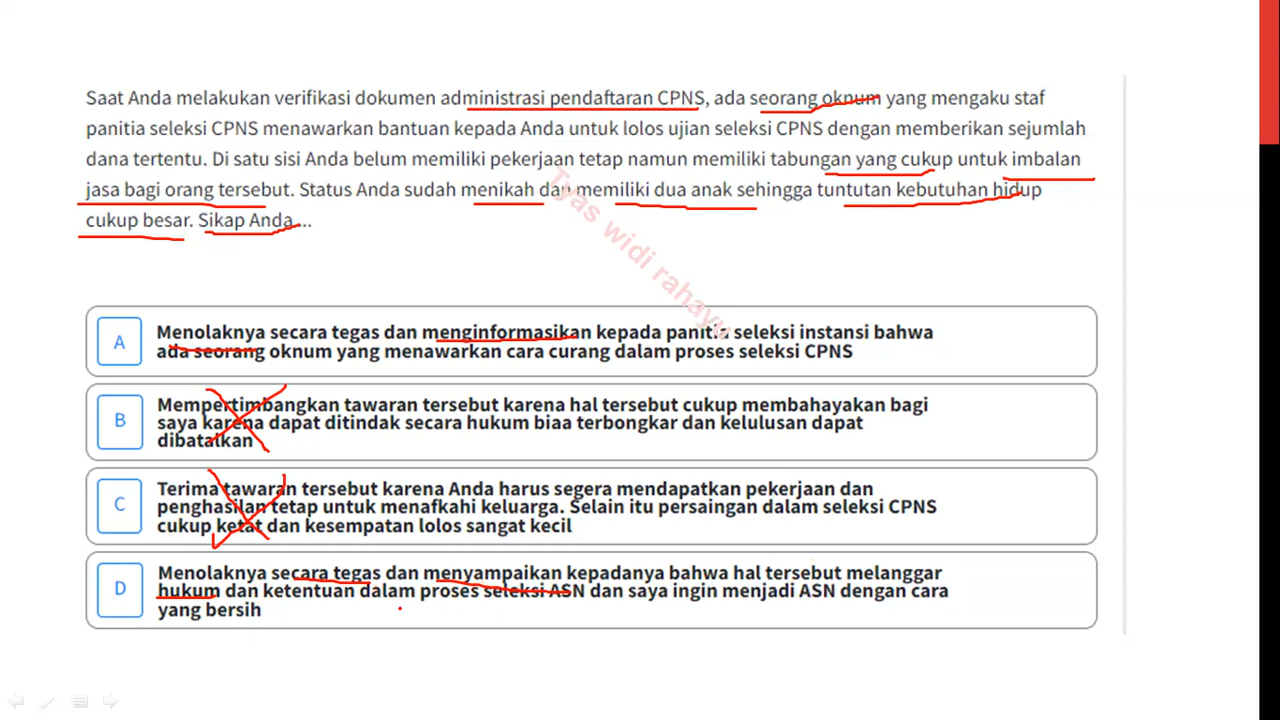 Saat Anda melakukan verifikasi dokumen administrasi pendaftaran CPNS, ada seorang oknum yang mengaku staf
panitia seleksi CPNS menawarkan bantuan kepada Anda untuk lolos ujian seleksi CPNS dengan memberikan sejumlah
dana tertentu. Di satu sisi Anda belum memiliki pekerjaan tetap namun memiliki tabungan yang cukup untuk imbalan
jasa bagi orang tersebut. Status Anda sudah menikah dan memiliki dua anak sehingga tuntutan kebutuhan hidup
cukup besar. Sikap Anda ...
Tyas widi rahayu
A
Menolaknya secara tegas dan menginformasikan kepada panitia seleksi instansi bahwa
ada seorang oknum yang menawarkan cara curang dalam proses seleksi CPNS
B
Mempertimbangkan tawaran tersebut karena hal tersebut cukup membahayakan bagi
saya karena dapat ditindak secara hukum biaa terbongkar dan kelulusan dapat
dibatalkan
C
Terima tawaran tersebut karena Anda harus segera mendapatkan pekerjaan dan
penghasilan tetap untuk menafkahi keluarga. Selain itu persaingan dalam seleksi CPNS
cukup ketat dan kesempatan lolos sangat kecil
D
Menolaknya secara tegas dan menyampaikan kepadanya bahwa hal tersebut melanggar
hukum dan ketentuan dalam proses seleksi ASN dan saya ingin menjadi ASN dengan cara
yang bersih